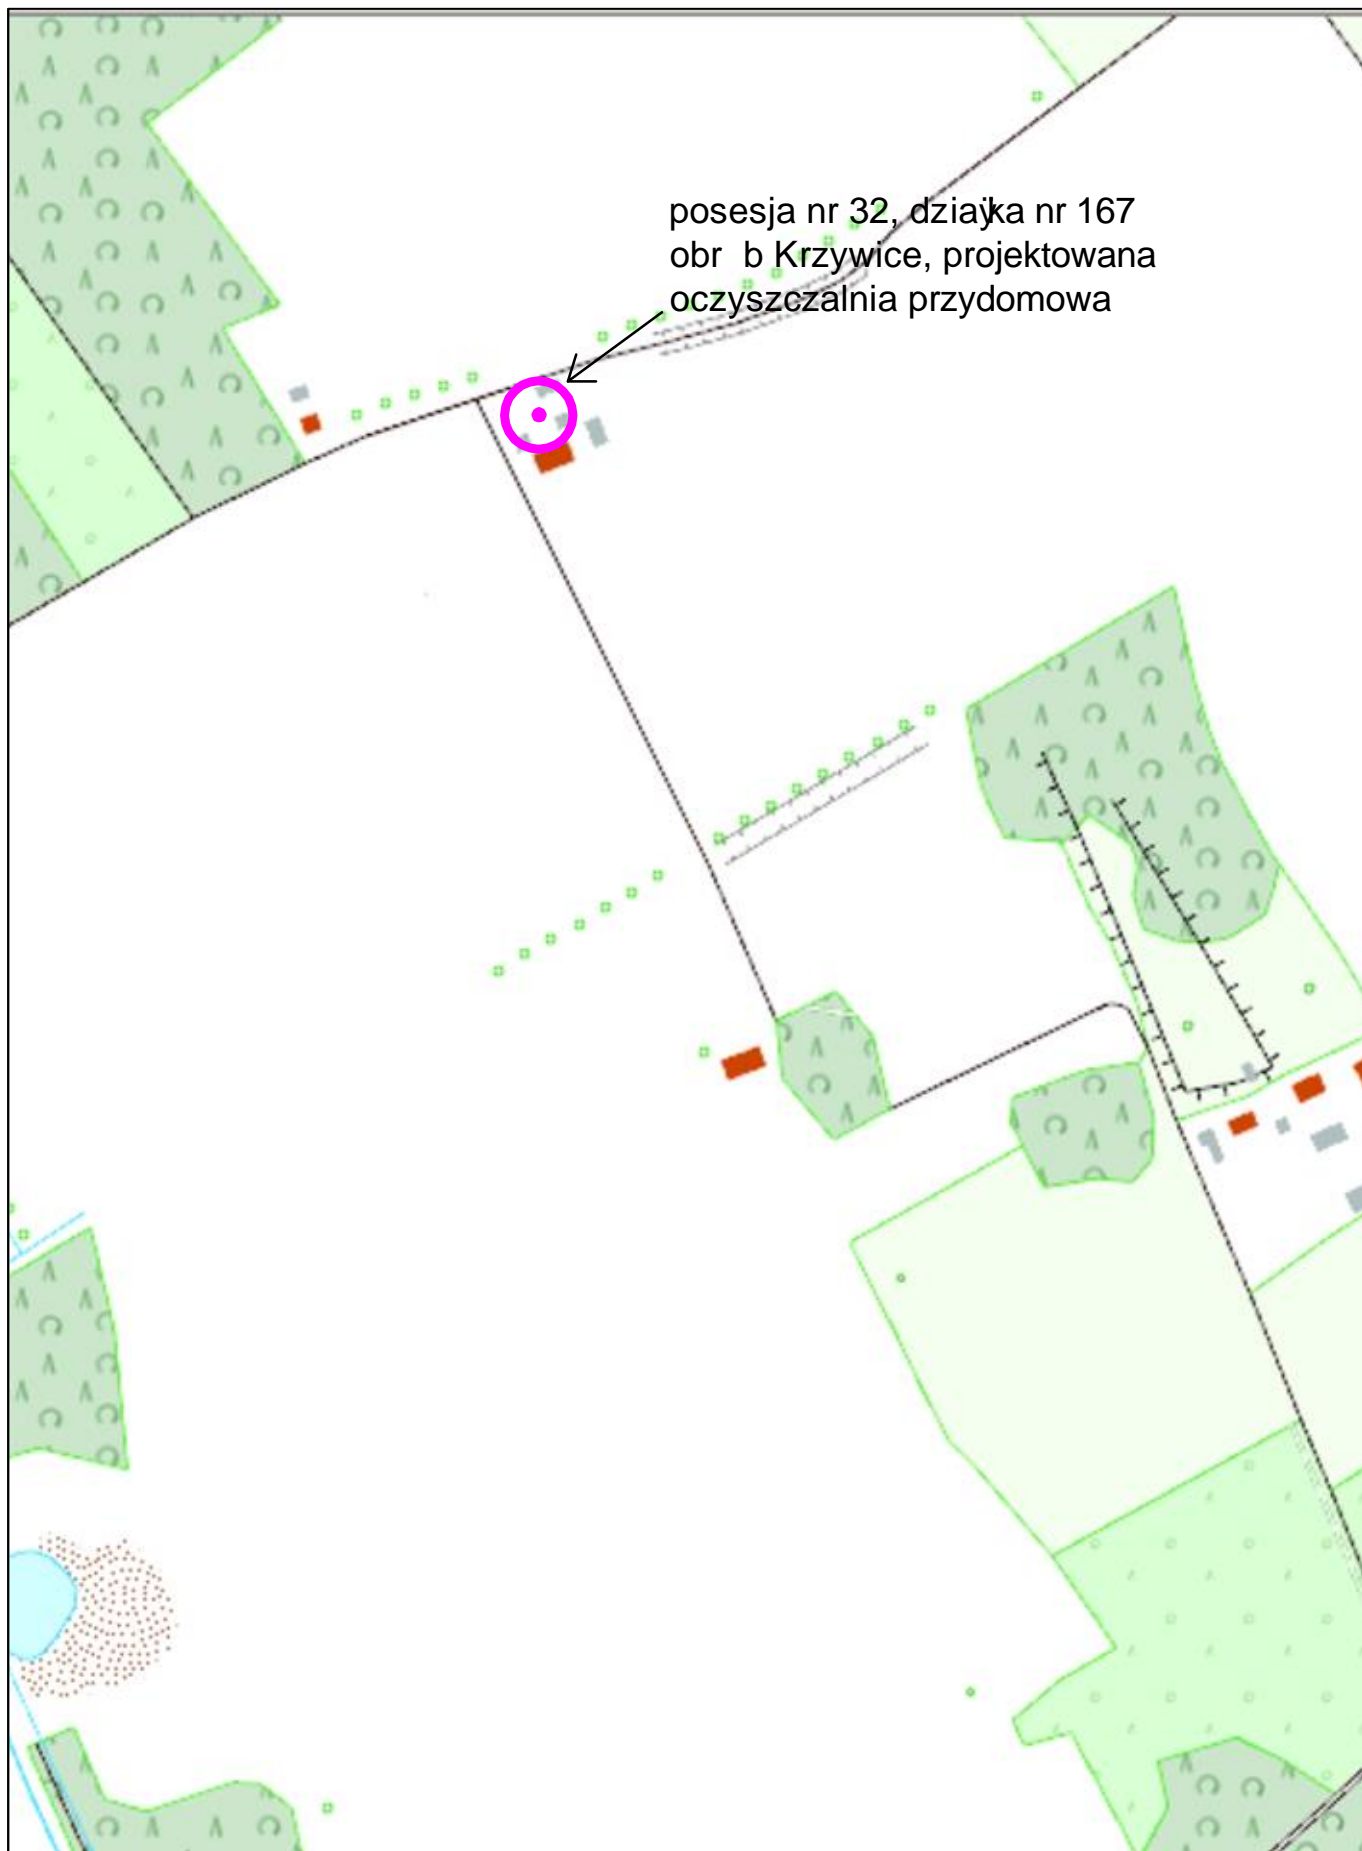 posesja nr 32, działka nr 167
obr b Krzywice, projektowana
oczyszczalnia przydomowa